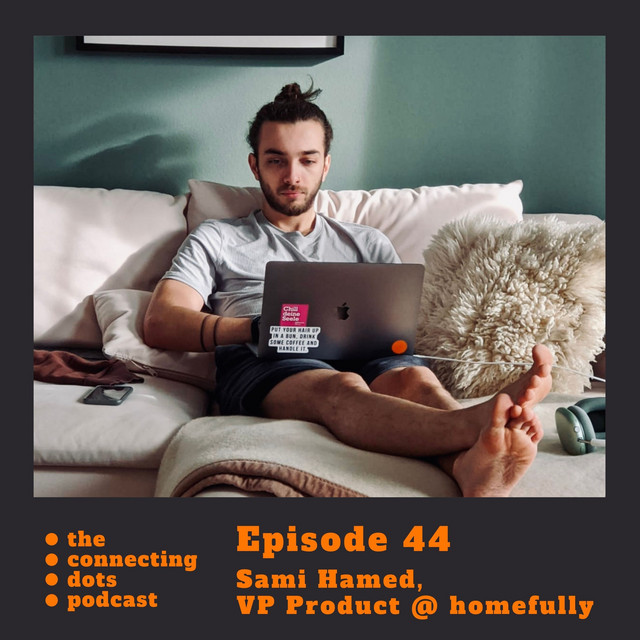 Chill
deine
Seele
PUT YOUR HAIR UP
IN A BUN, DRINK
SOME COFFEE AND
HANDLE IT.
Episode 44
Sami Hamed,
VP Product @ homefully
the
connecting
dots
podcast